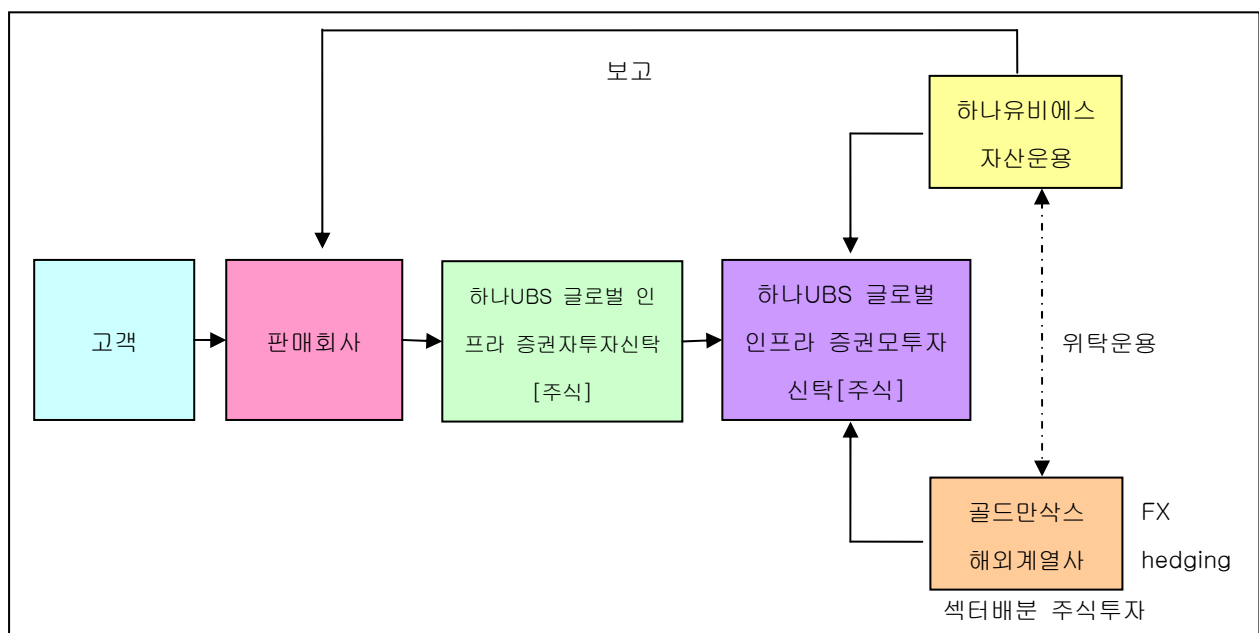 보고
하나유비에스
자산운용
고객
판매회사
하나UBS 글로벌 인
프라 증권자투자신탁
[주식]
하나UBS 글로벌
인프라 증권모투자
신탁[주식]
위탁운용
골드만삭스
해외계열사
FX
hedging
섹터배분 주식투자